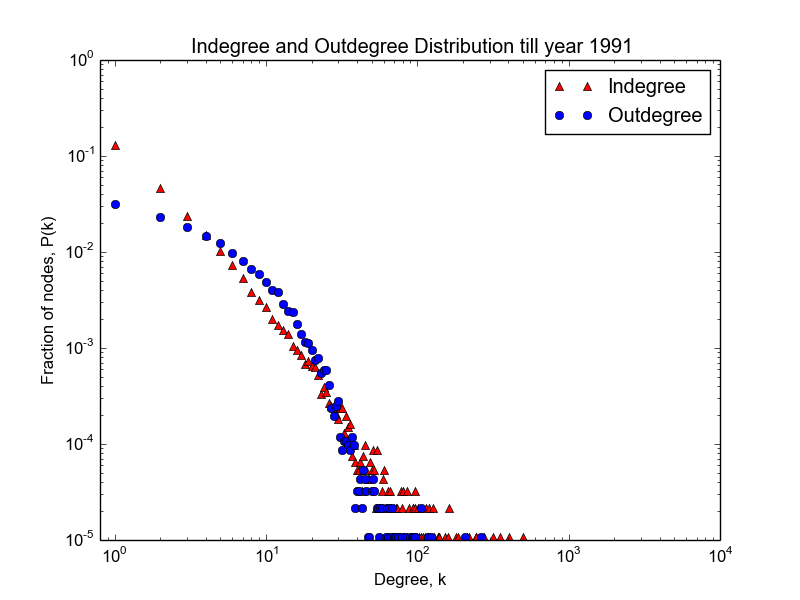 Indegree and Outdegree Distribution till year 1991
Indegree
Outdegree
Fraction of nodes, P(k)
10^0
10^-1
10^-2
10^-3
10^-4
10^-5
10^0 10^1 10^2 10^3 10^4
Degree, k